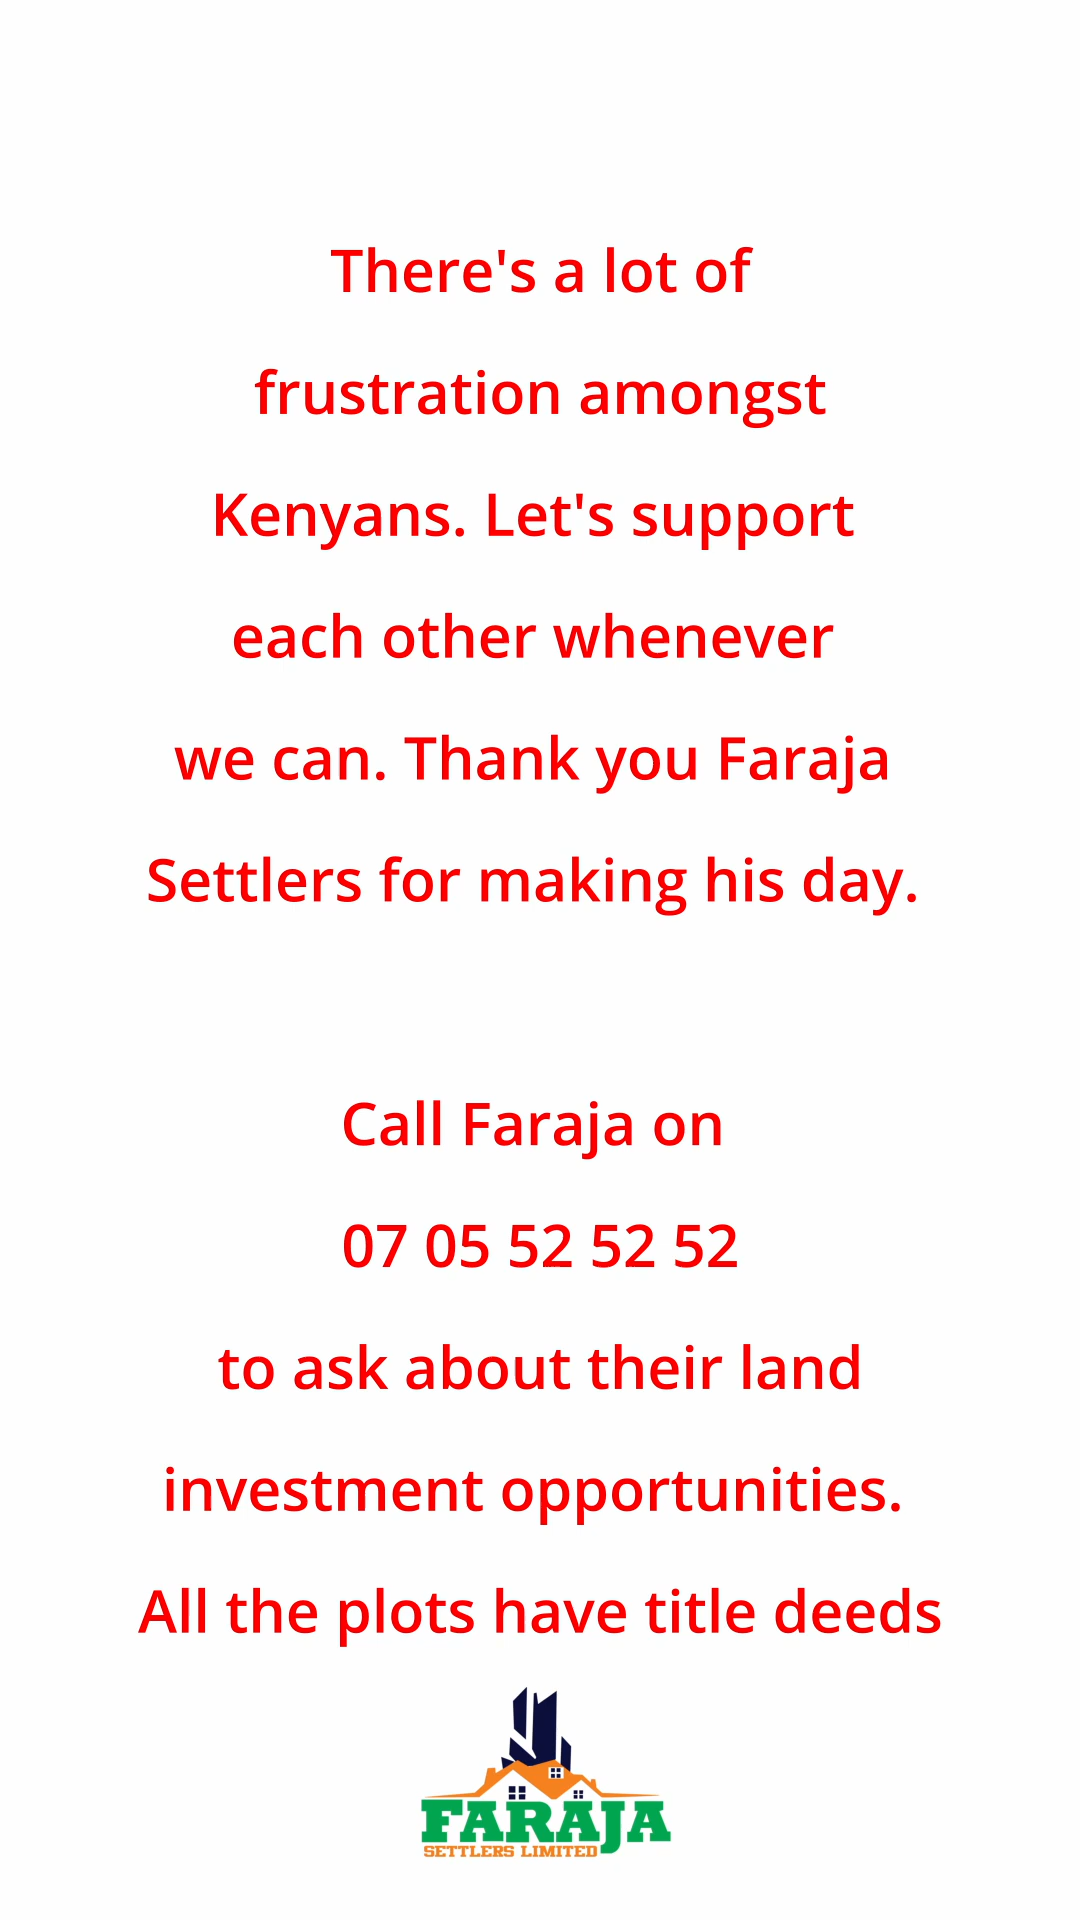 There's a lot of
frustration amongst
Kenyans. Let's support
each other whenever
we can. Thank you Faraja
Settlers for making his day.
Call Faraja on
07 05 52 52 52
to ask about their land
investment opportunities.
All the plots have title deeds
FARAJA
SETTLERS LIMITED